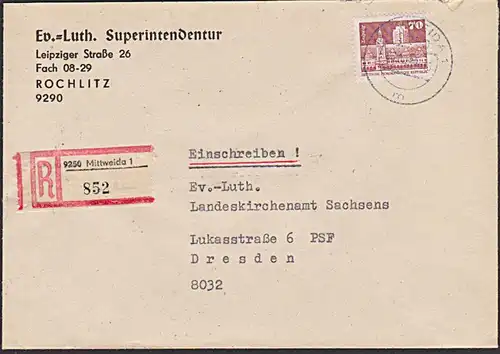 Ev.=Luth. Superintendentur
Leipziger Straße 26
Fach 08-29
ROCHLITZ
9290
70
R
9250 Mittweida 1
852
Einschreiben !
Ev.-Luth.
Landeskirchenamt Sachsens
Lukasstraße 6 PSF
Dresden
8032